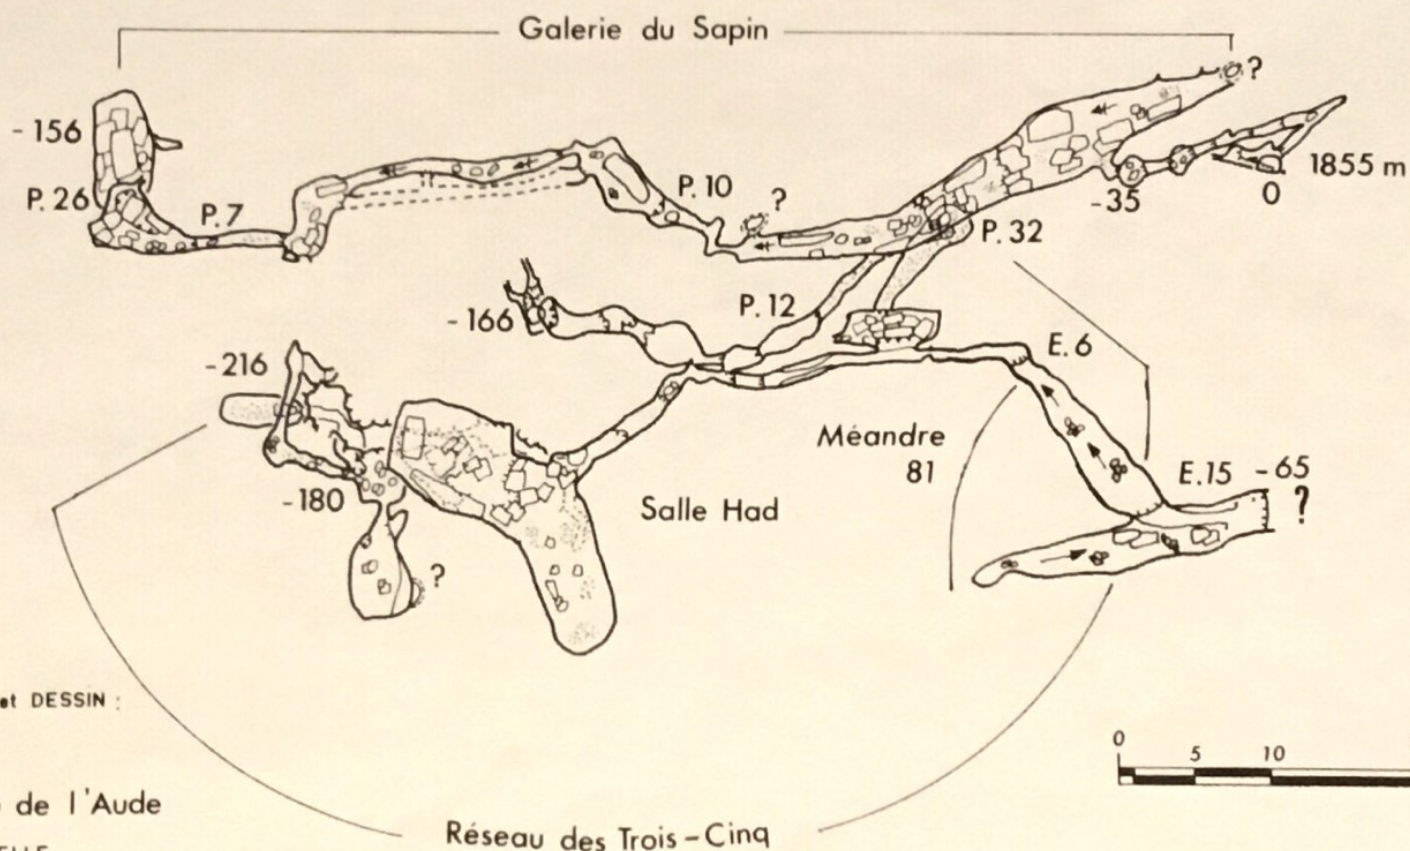 Galerie du Sapin
?
- 156
1855 m
P. 26
P. 7
P. 10
?
- 35
0
P. 32
P. 12
- 166
E. 6
- 216
Méandre
81
E. 15
- 65
?
- 180
Salle Had
?
et DESSIN :
0
5
10
de l'Aude
Réseau des Trois - Cinq